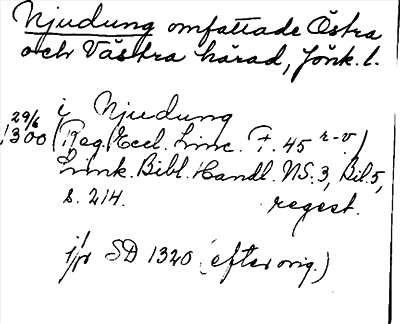 Njudung omfattade Östra
och Västra härad, Jönk. l.
i Njudung
29/6
1300 (Reg. Eccl. Linc. F. 45 r-v)
Link. Bibl. Handl. NS. 3, Bil. 5,
s. 214. regest.
jfr SD 1320 (efter orig.)